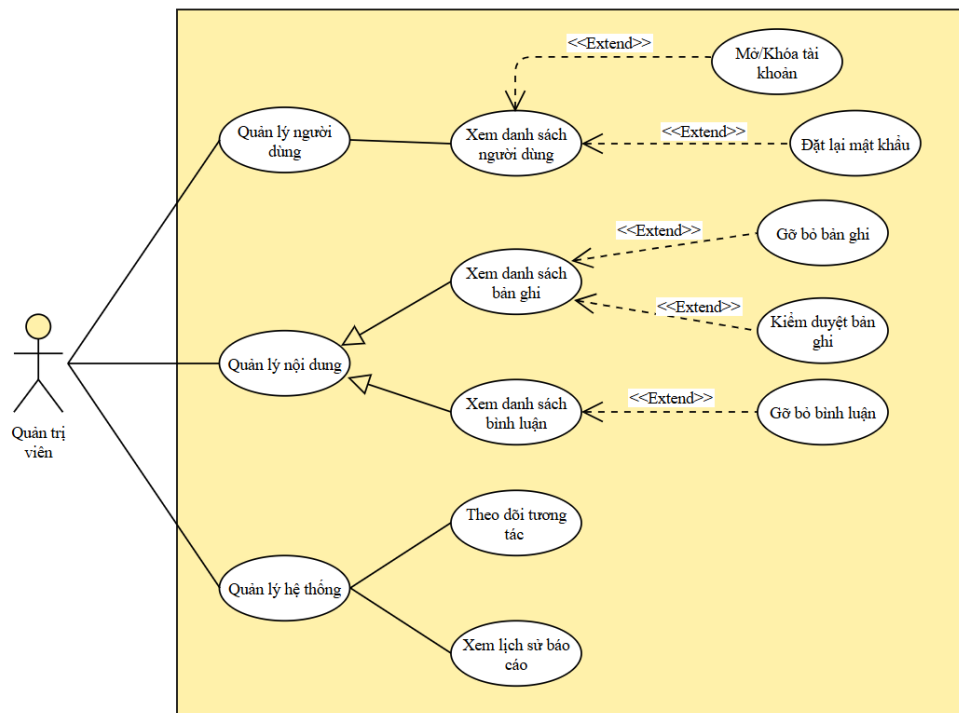 <<Extend>>
Mở/Khóa tài
khoản
Quản lý người
dùng
Xem danh sách
người dùng
<<Extend>>
Đặt lại mật khẩu
<<Extend>>
Gỡ bỏ bản ghi
Xem danh sách
bản ghi
<<Extend>>
Kiểm duyệt bản
ghi
Quản lý nội dung
<<Extend>>
Xem danh sách
bình luận
Gỡ bỏ bình luận
Quản trị
viên
Theo dõi tương
tác
Quản lý hệ thống
Xem lịch sử báo
cáo